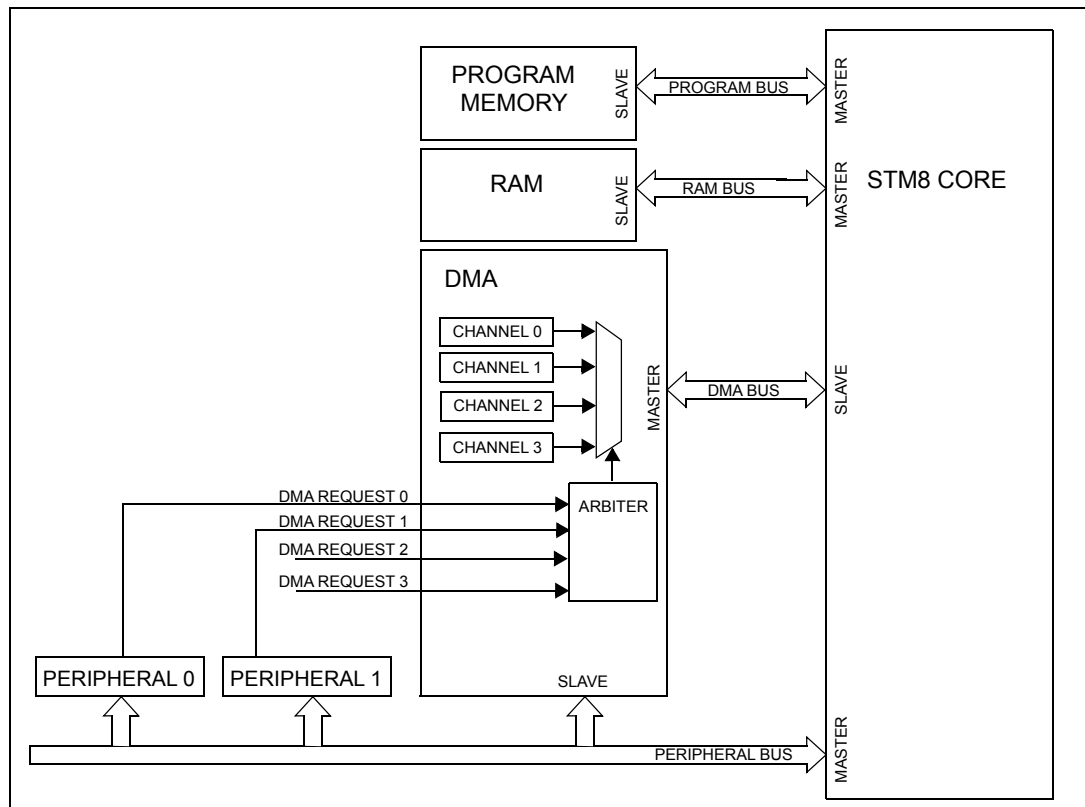 PROGRAM
MEMORY
SLAVE
PROGRAM BUS
MASTER
RAM
SLAVE
RAM BUS
MASTER
STM8 CORE
DMA
CHANNEL 0
CHANNEL 1
CHANNEL 2
CHANNEL 3
MASTER
DMA BUS
SLAVE
ARBITER
DMA REQUEST 0
DMA REQUEST 1
DMA REQUEST 2
DMA REQUEST 3
PERIPHERAL 0
PERIPHERAL 1
SLAVE
PERIPHERAL BUS
MASTER